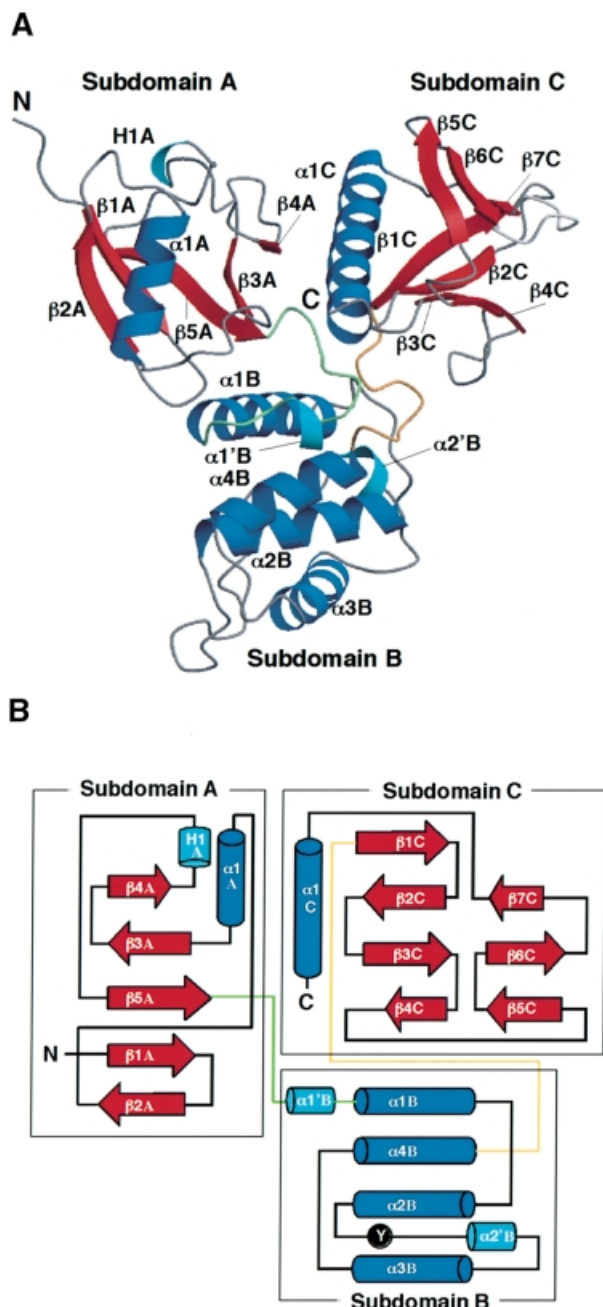 A
Subdomain A
Subdomain C
N
H1A
β5C
β6C
α1C
β7C
β1A
β4A
α1A
β1C
β2C
β3A
β2A
C
β4C
β5A
β3C
α1B
α1'B
α2'B
α4B
α2B
α3B
Subdomain B
B
Subdomain A
Subdomain C
H1
A
α1
A
β1C
α1
C
β4A
β2C
β7C
β3A
β3C
β6C
β5A
C
β4C
β5C
N
β1A
β2A
α1'B
α1B
α4B
α2B
Y
α2'B
α3B
Subdomain B